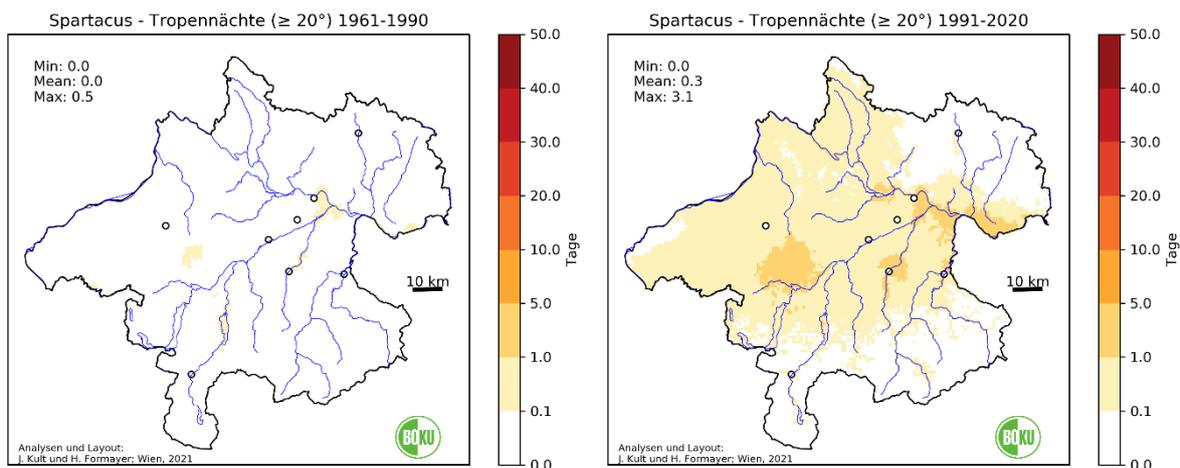 Spartacus - Tropennächte (≥ 20°) 1961-1990
Min: 0.0
Mean: 0.0
Max: 0.5
10 km
Analysen und Layout:
J. Kult und H. Formayer; Wien, 2021
BOKU
50.0
40.0
30.0
20.0
10.0
5.0
1.0
0.1
0.0
Tage
Spartacus - Tropennächte (≥ 20°) 1991-2020
Min: 0.0
Mean: 0.3
Max: 3.1
10 km
Analysen und Layout:
J. Kult und H. Formayer; Wien, 2021
BOKU
50.0
40.0
30.0
20.0
10.0
5.0
1.0
0.1
0.0
Tage